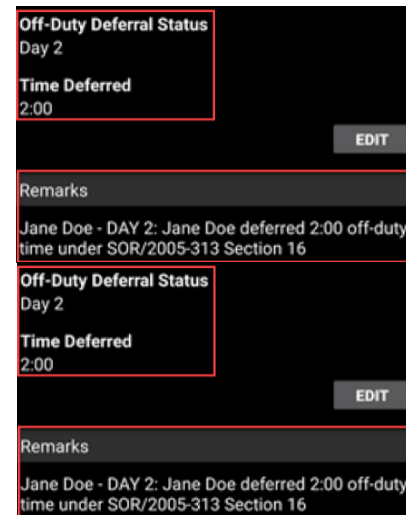 Off-Duty Deferral Status
Day 2
Time Deferred
2:00
EDIT
Remarks
Jane Doe - DAY 2: Jane Doe deferred 2:00 off-duty
time under SOR/2005-313 Section 16
Off-Duty Deferral Status
Day 2
Time Deferred
2:00
EDIT
Remarks
Jane Doe - DAY 2: Jane Doe deferred 2:00 off-duty
time under SOR/2005-313 Section 16